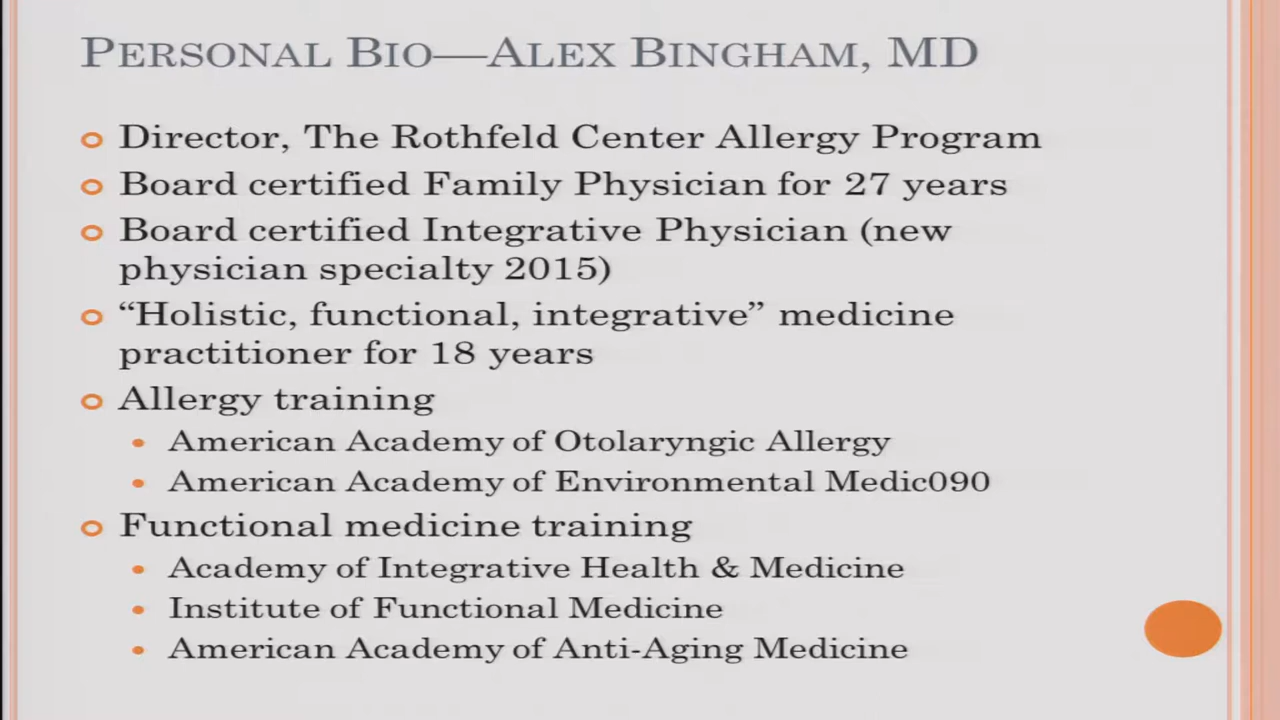 Personal Bio—Alex Bingham, MD
Director, The Rothfeld Center Allergy Program
Board certified Family Physician for 27 years
Board certified Integrative Physician (new
physician specialty 2015)
“Holistic, functional, integrative” medicine
practitioner for 18 years
Allergy training
American Academy of Otolaryngic Allergy
American Academy of Environmental Medic090
Functional medicine training
Academy of Integrative Health & Medicine
Institute of Functional Medicine
American Academy of Anti-Aging Medicine